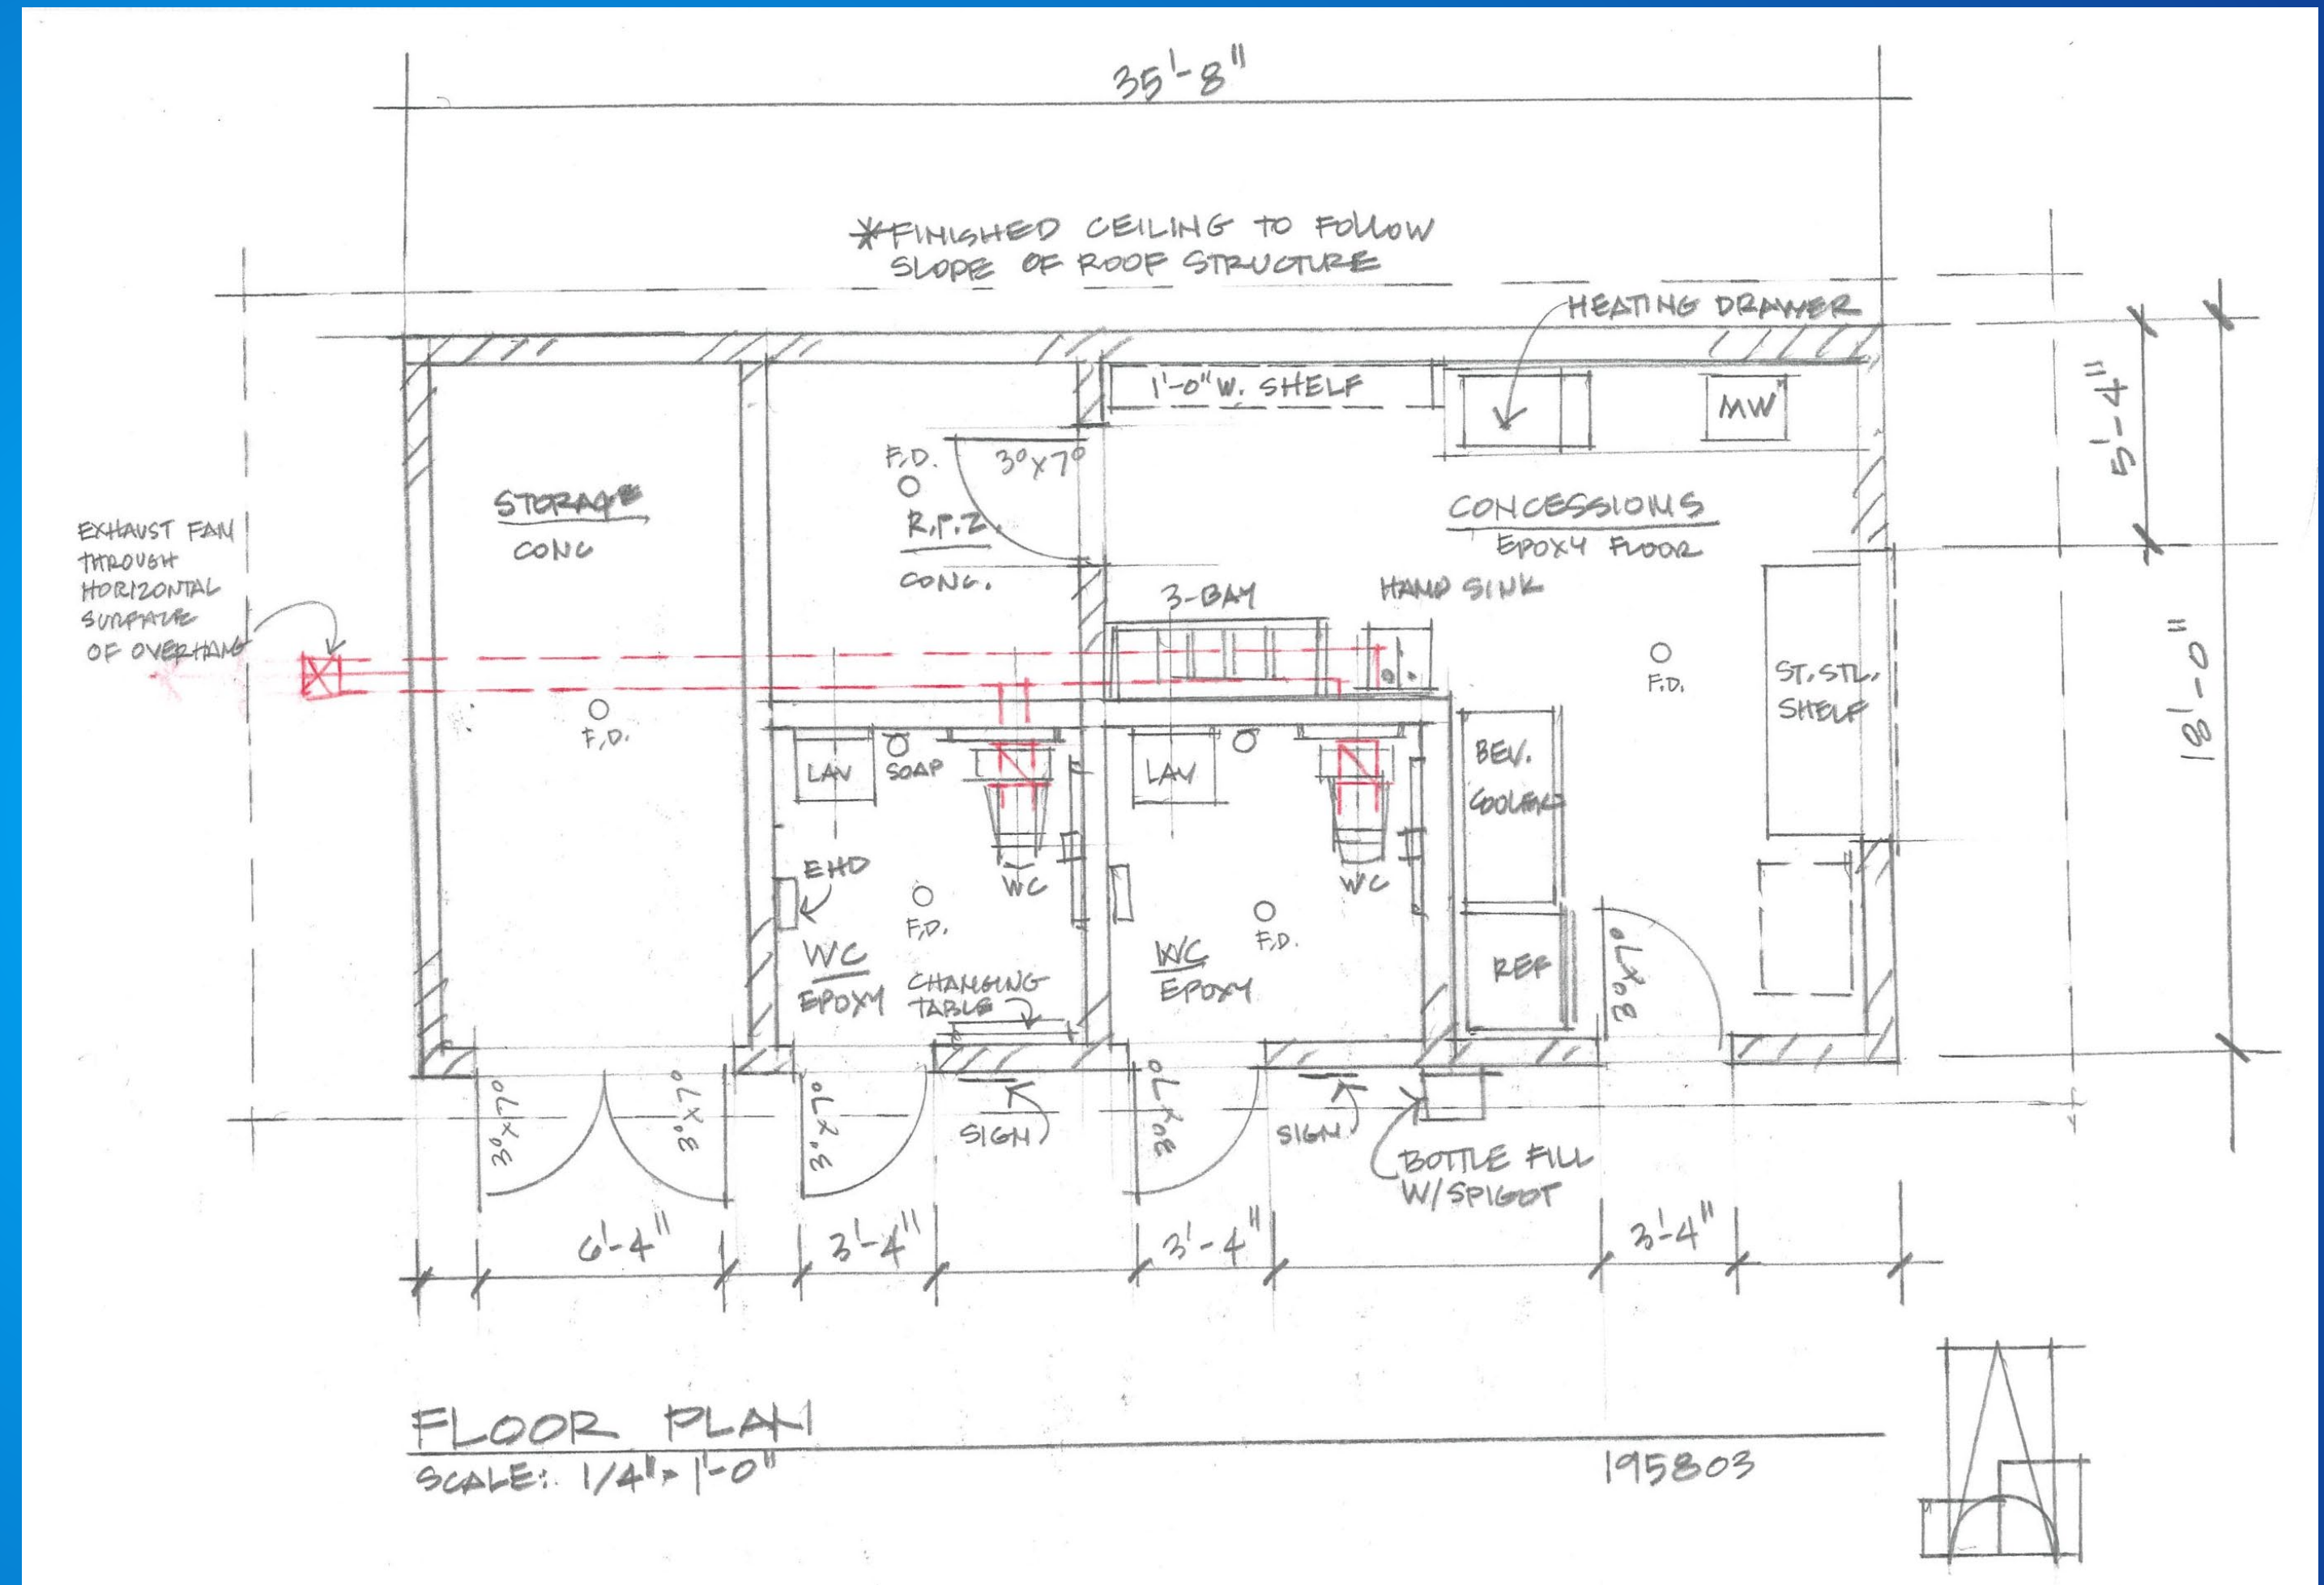 35'-8"
*FINISHED CEILING TO FOLLOW
SLOPE OF ROOF STRUCTURE
HEATING DRAWER
1'-0" W. SHELF
MW
5'-4"
F.D.
3⁰x7⁰
R.P.Z
CONC.
STORAGE
CONC
CONCESSIONS
EPOXY FLOOR
EXHAUST FAN
THROUGH
HORIZONTAL
SURFACE
OF OVERHANG
3-BAY
HAND SINK
F.D.
ST. STL.
SHELF
18'-0"
F.D.
LAV
SOAP
LAV
BEV.
COOLER
EHD
WC
WC
F.D.
F.D.
WC
EPOXY
CHANGING
TABLE
WC
EPOXY
REF
3⁰x7⁰
3⁰x7⁰
3⁰x7⁰
3⁰x7⁰
3⁰x7⁰
SIGN
SIGN
BOTTLE FILL
W/SPIGOT
6'-4"
3'-4"
3'-4"
3'-4"
FLOOR PLAN
SCALE: 1/4" = 1'-0"
195803